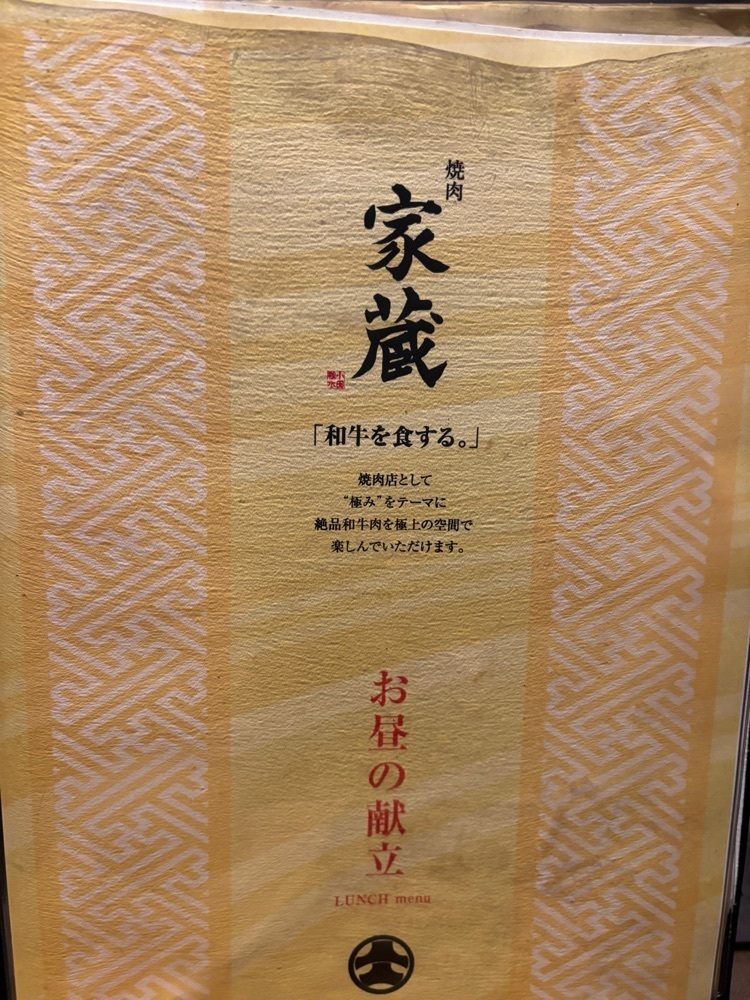 焼肉
家蔵
「和牛を食する。」
焼肉店として
“極み”をテーマに
絶品和牛肉を極上の空間で
楽しんでいただけます。
お昼の献立
LUNCH menu